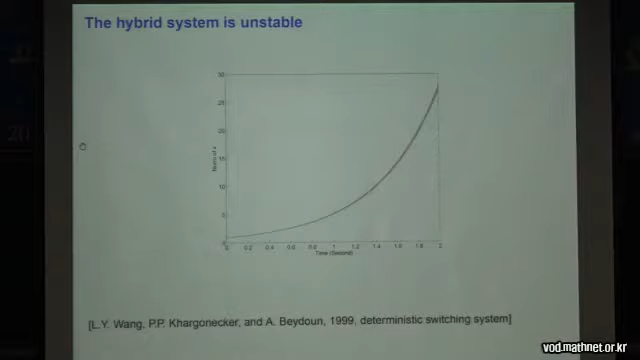 The hybrid system is unstable
30
25
20
15
10
5
0
Norm of x
0 0.2 0.4 0.6 0.8 1 1.2 1.4 1.6 1.8 2
Time (Second)
[L.Y. Wang, P.P. Khargonecker, and A. Beydoun, 1999, deterministic switching system]
vod.mathnet.or.kr